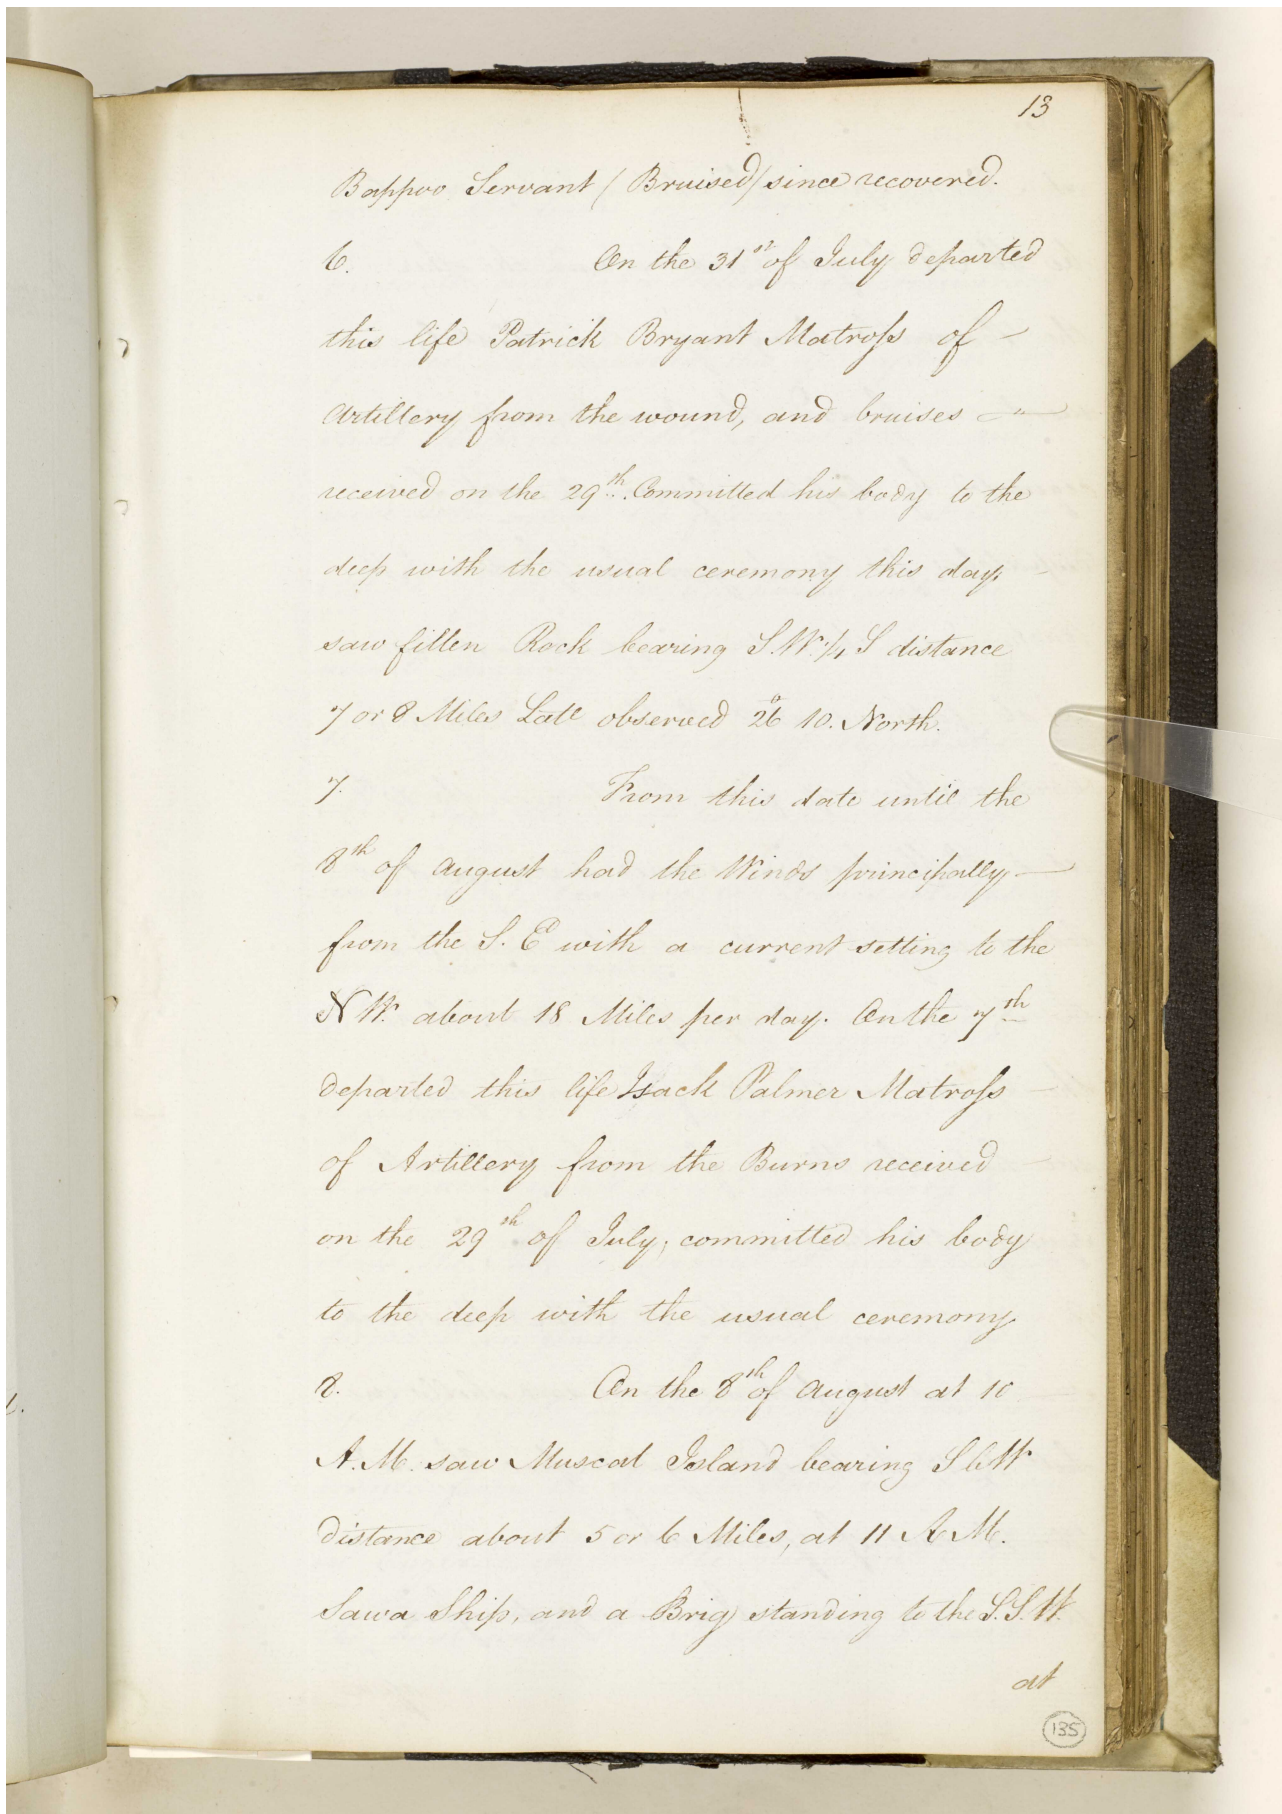 13
Bappoo Servant (Bruised) since recovered.
6. On the 31st of July departed
this life Patrick Bryant Matross of
Artillery from the wound, and bruises
received on the 29th. Committed his body to the
deep with the usual ceremony this day.
saw fillen Rock bearing S.W. 1/4 S distance
7 or 8 Miles Latt observed 26° 10. North.
7. From this date until the
8th of August had the Winds principally
from the S. E with a current setting to the
N W. about 18 Miles per day. On the 7th
departed this life Isack Palmer Matross
of Artillery from the Burns received
on the 29th of July, committed his body
to the deep with the usual ceremony
8. On the 8th of August at 10
A.M. saw Muscat Island bearing S b W
distance about 5 or 6 Miles, at 11 A M.
Saw a Ship, and a Brig standing to the S.S.W.
at
135